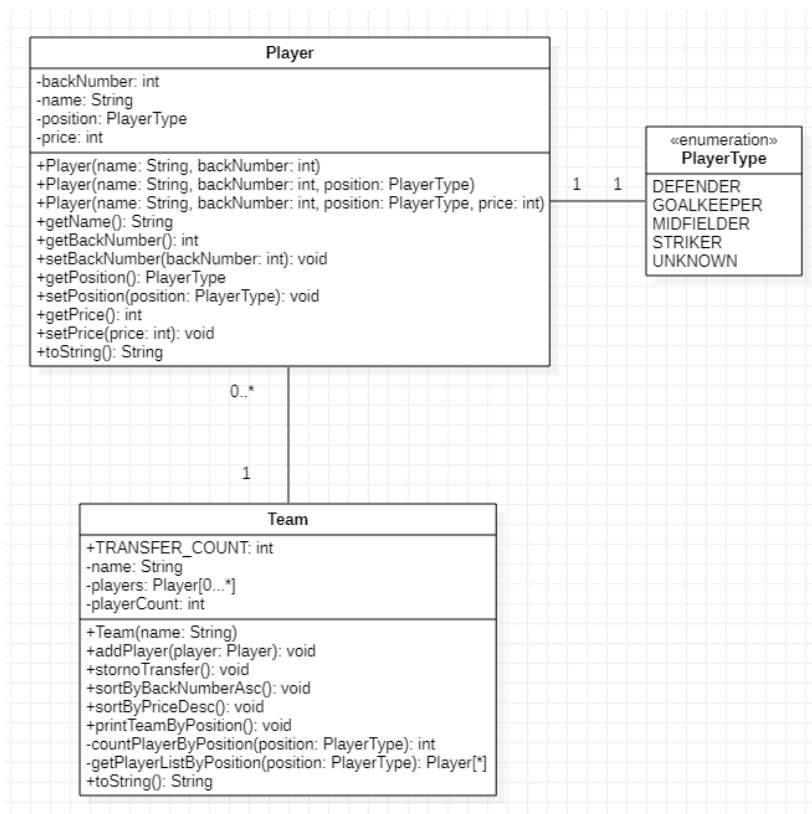 Player
-backNumber: int
-name: String
-position: PlayerType
-price: int
+Player(name: String, backNumber: int)
+Player(name: String, backNumber: int, position: PlayerType)
+Player(name: String, backNumber: int, position: PlayerType, price: int)
+getName(): String
+getBackNumber(): int
+setBackNumber(backNumber: int): void
+getPosition(): PlayerType
+setPosition(position: PlayerType): void
+getPrice(): int
+setPrice(price: int): void
+toString(): String
1 1
«enumeration»
PlayerType
DEFENDER
GOALKEEPER
MIDFIELDER
STRIKER
UNKNOWN
0..*
1
Team
+TRANSFER_COUNT: int
-name: String
-players: Player[0...*]
-playerCount: int
+Team(name: String)
+addPlayer(player: Player): void
+stornoTransfer(): void
+sortByBackNumberAsc(): void
+sortByPriceDesc(): void
+printTeamByPosition(): void
-countPlayerByPosition(position: PlayerType): int
-getPlayerListByPosition(position: PlayerType): Player[*]
+toString(): String